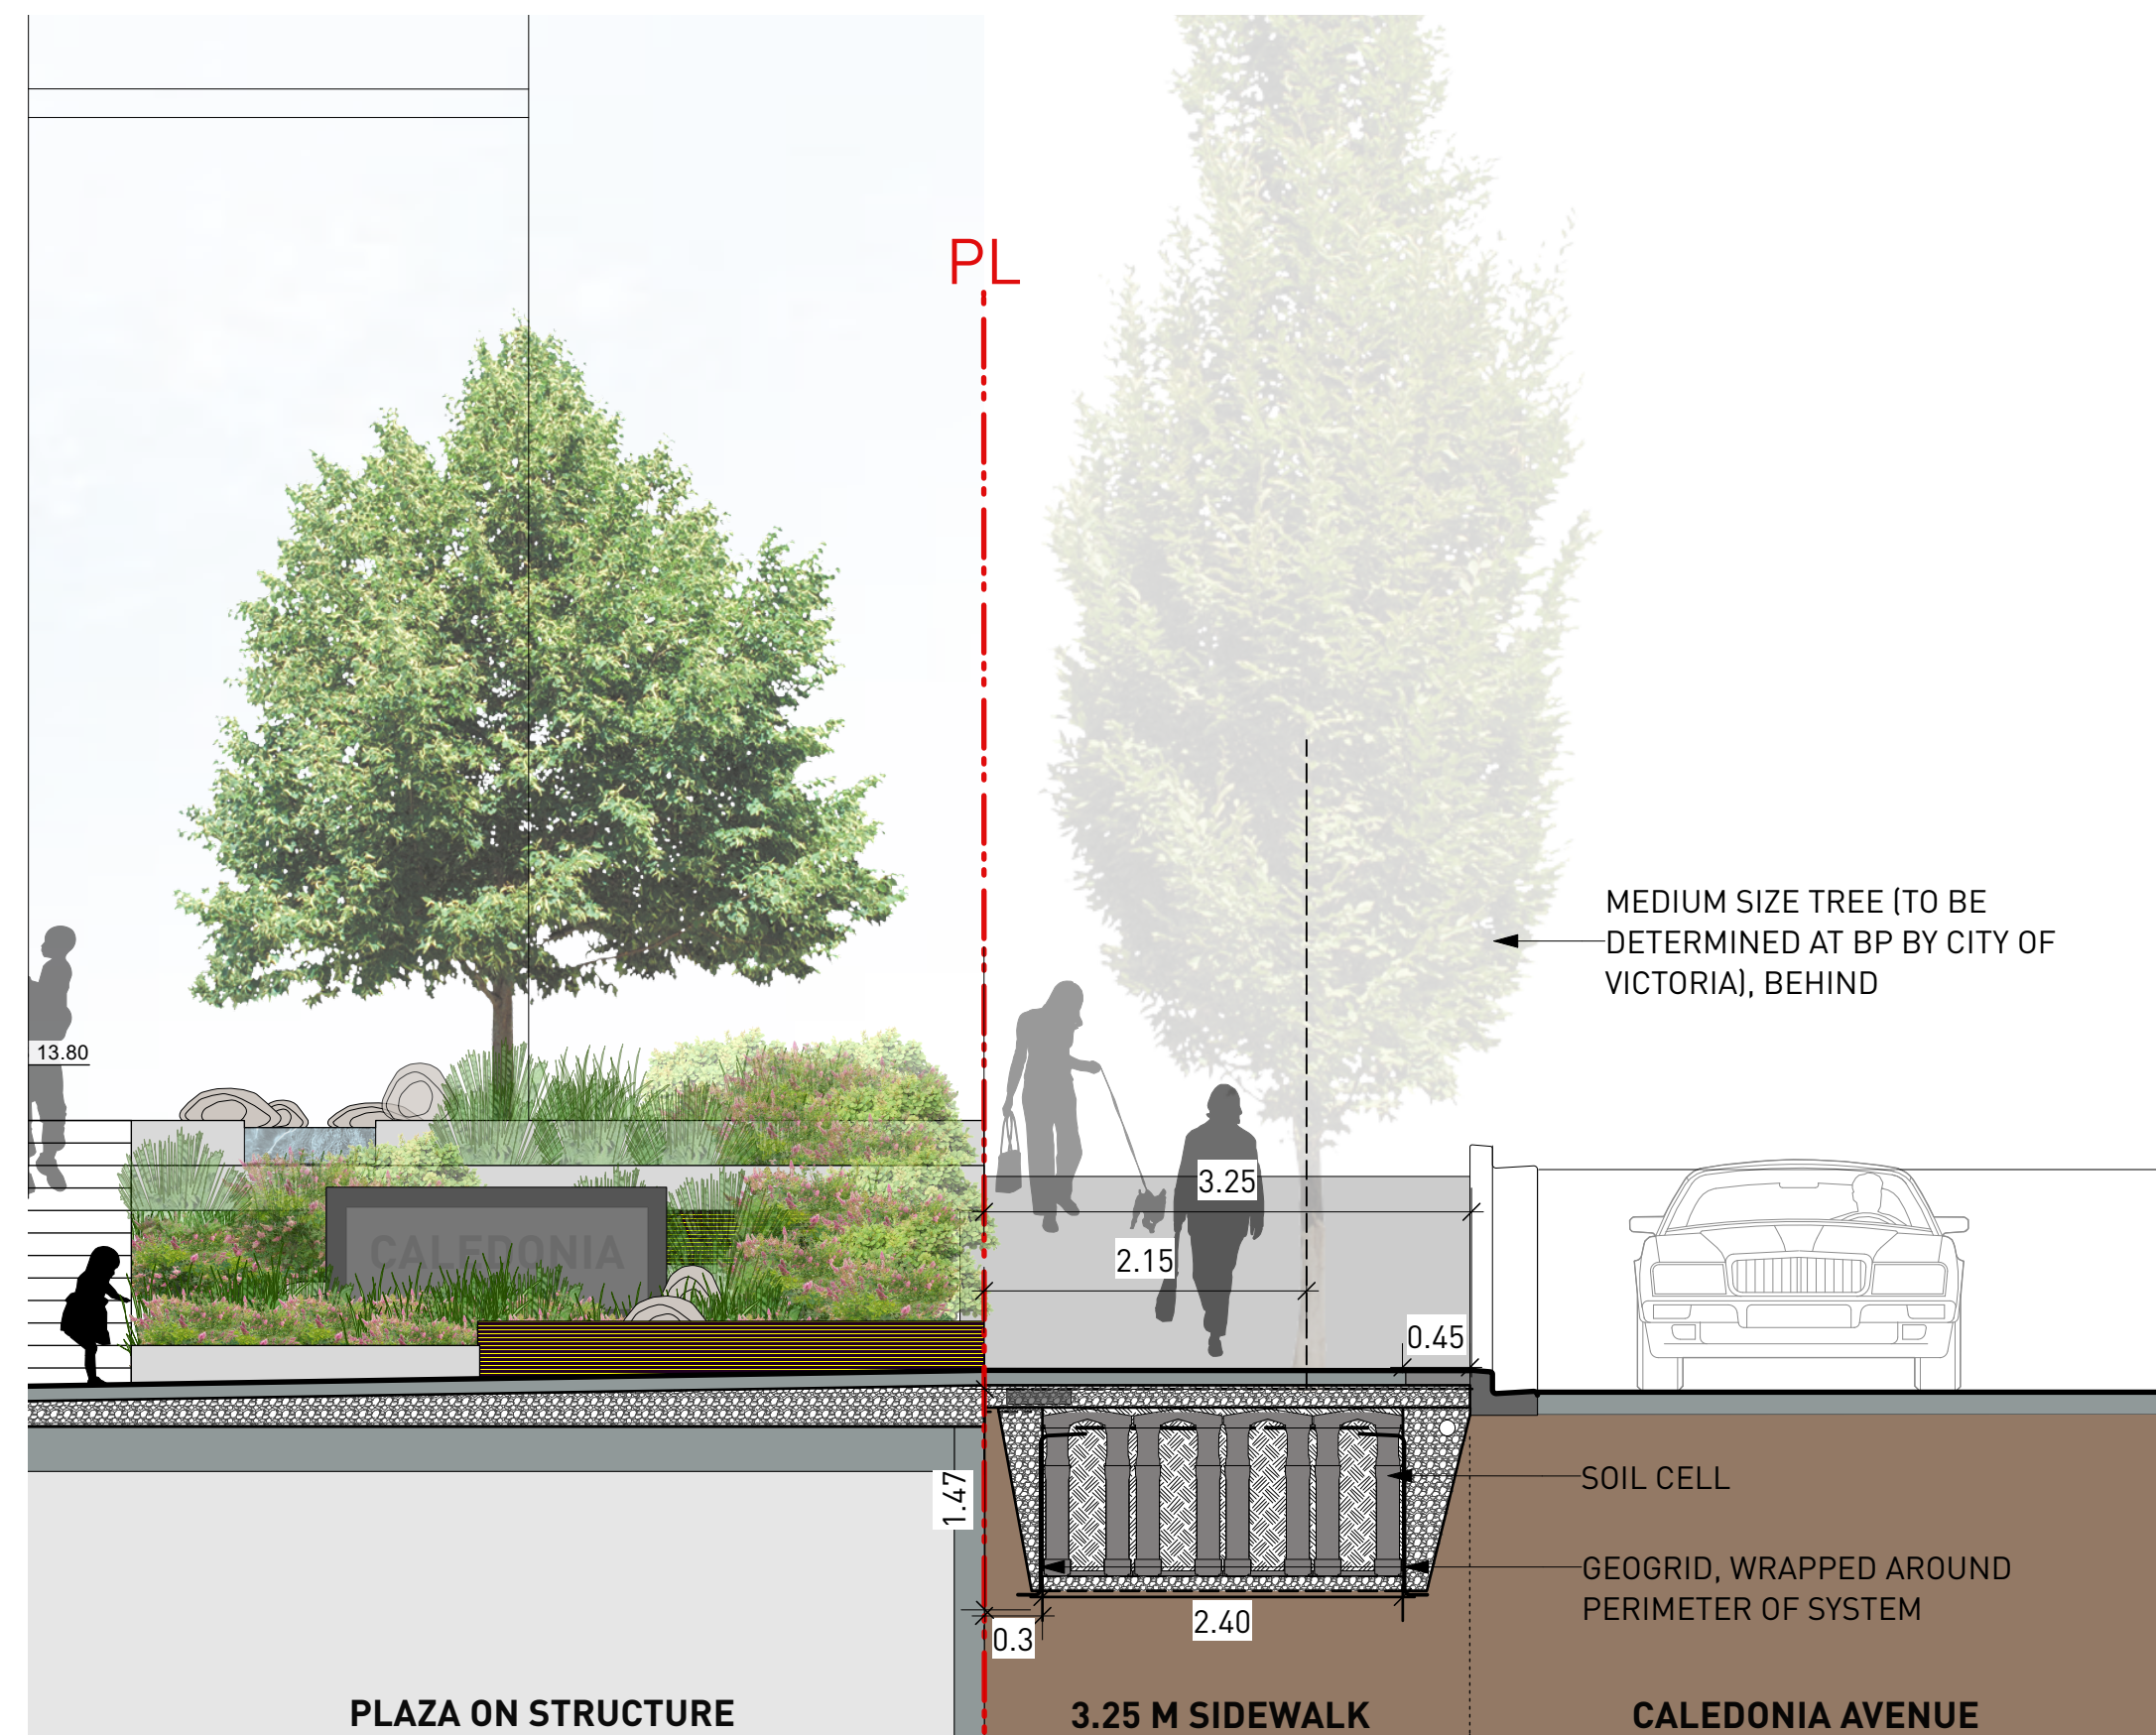 PL
MEDIUM SIZE TREE (TO BE
DETERMINED AT BP BY CITY OF
VICTORIA), BEHIND
13.80
3.25
CALEDONIA
2.15
0.45
1.47
SOIL CELL
GEOGRID, WRAPPED AROUND
PERIMETER OF SYSTEM
2.40
0.3
PLAZA ON STRUCTURE
3.25 M SIDEWALK
CALEDONIA AVENUE